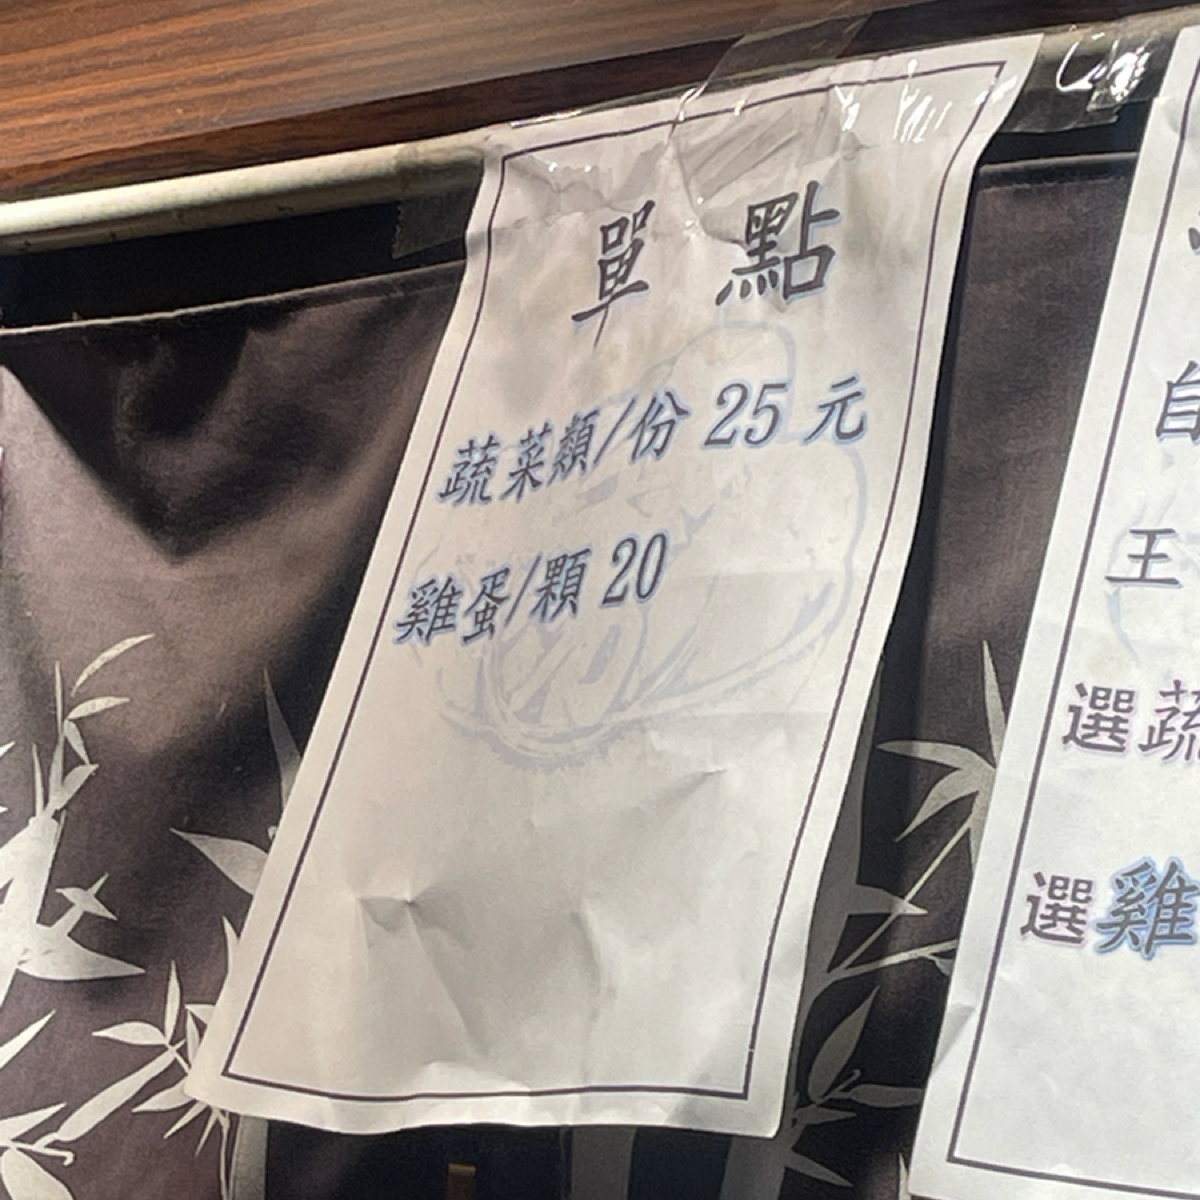 單點
蔬菜類/份 25 元
雞蛋/顆 20
自
王
選蔬
選雞